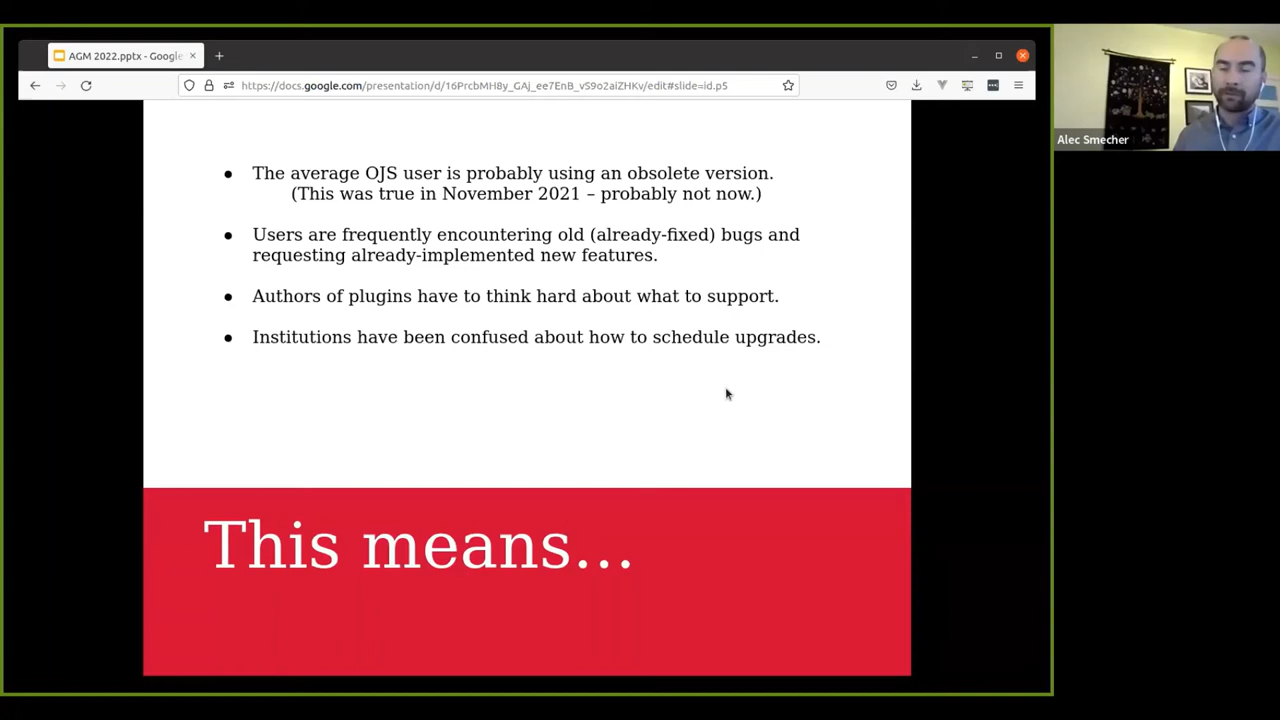 AGM 2022.pptx - Google
https://docs.google.com/presentation/d/16PrcbMH8y_GAj_ee7EnB_vS9o2aiZHKv/edit#slide=id.p5
Alec Smecher
• The average OJS user is probably using an obsolete version.
(This was true in November 2021 – probably not now.)
• Users are frequently encountering old (already-fixed) bugs and
requesting already-implemented new features.
• Authors of plugins have to think hard about what to support.
• Institutions have been confused about how to schedule upgrades.
This means...